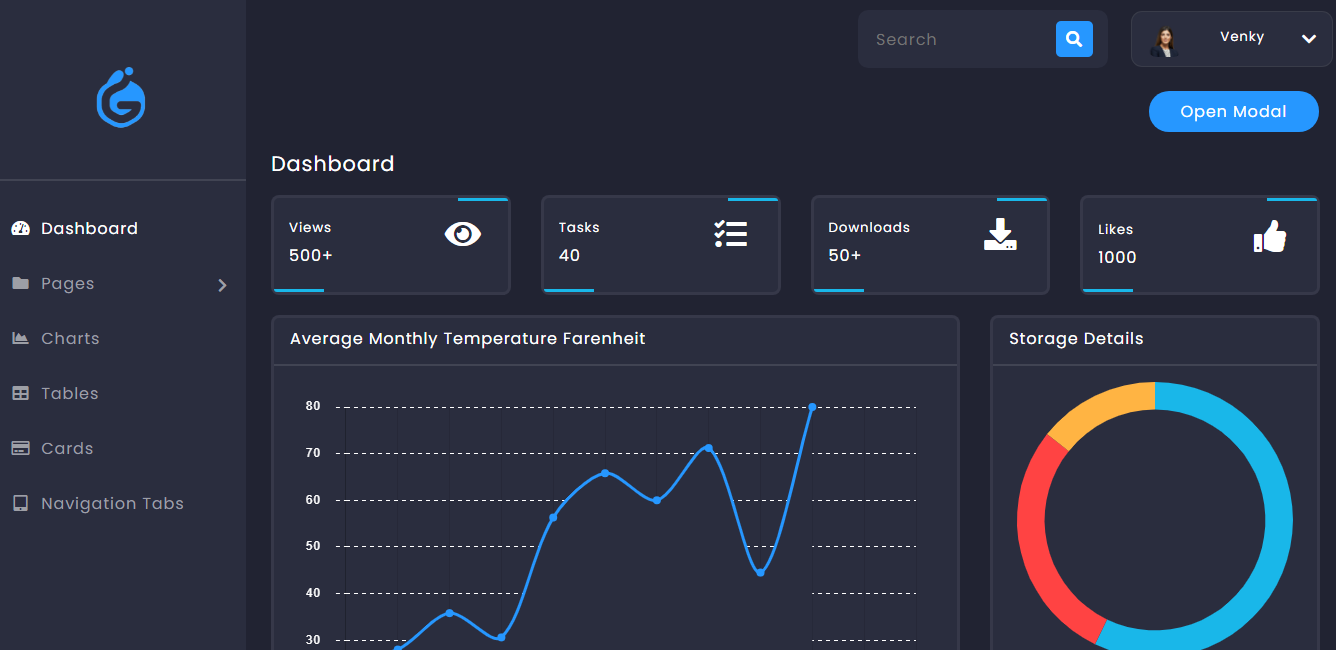 Search
Venky
Open Modal
Dashboard
Dashboard
Pages
Charts
Tables
Cards
Navigation Tabs
Views
500+
Tasks
40
Downloads
50+
Likes
1000
Average Monthly Temperature Farenheit
80
70
60
50
40
30
Storage Details